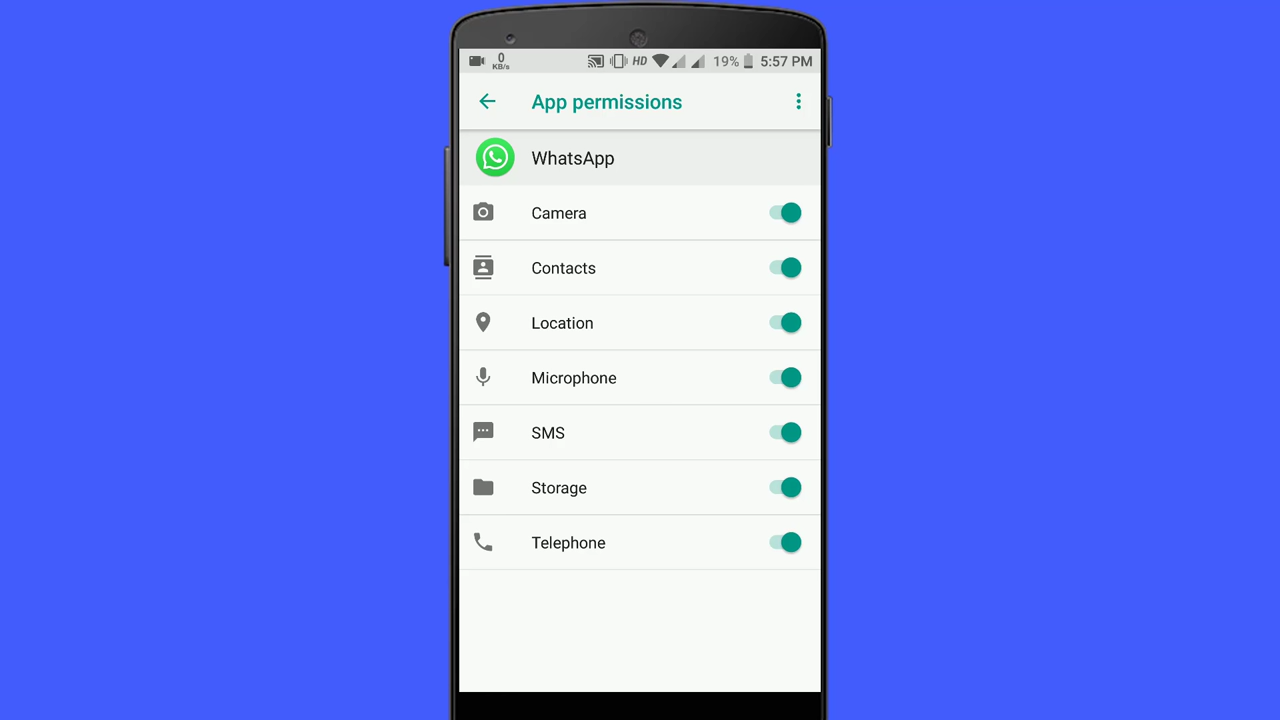 0 KB/s HD 19% 5:57 PM
App permissions
WhatsApp
Camera
Contacts
Location
Microphone
SMS
Storage
Telephone